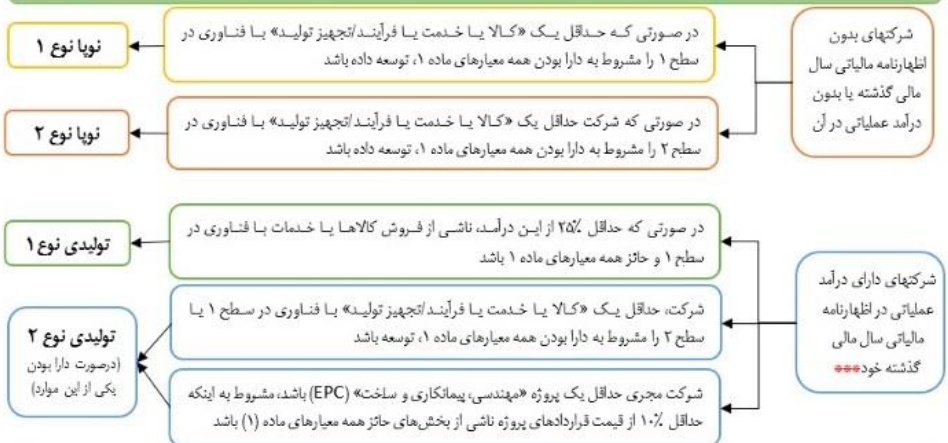 شرکتهای بدون
اظهارنامه مالیاتی سال
مالی گذشته یا بدون
درآمد عملیاتی در آن
در صورتی که حداقل یک «کالا یا خدمت یا فرآیند/تجهیز تولید» با فناوری در
سطح ۱ را مشروط به دارا بودن همه معیارهای ماده ۱، توسعه داده باشد
نوپا نوع ۱
در صورتی که شرکت حداقل یک «کالا یا خدمت یا فرآیند/تجهیز تولید» با فناوری در
سطح ۲ را مشروط به دارا بودن همه معیارهای ماده ۱، توسعه داده باشد
نوپا نوع ۲
شرکتهای دارای درآمد
عملیاتی در اظهارنامه
مالیاتی سال مالی
گذشته خود***
در صورتی که حداقل ۲۵٪ از این درآمد، ناشی از فروش کالاها یا خدمات با فناوری در
سطح ۱ و حائز همه معیارهای ماده ۱ باشد
تولیدی نوع ۱
شرکت، حداقل یک «کالا یا خدمت یا فرآیند/تجهیز تولید» با فناوری در سطح ۱ یا
سطح ۲ را مشروط به دارا بودن همه معیارهای ماده ۱، توسعه باشد
شرکت مجری حداقل یک پروژه «مهندسی، پیمانکاری و ساخت» (EPC) باشد، مشروط به اینکه
حداقل ۱۰٪ از قیمت قراردادهای پروژه ناشی از بخش‌های حائز همه معیارهای ماده (۱) باشد
تولیدی نوع ۲
(درصورت دارا بودن
یکی از این موارد)